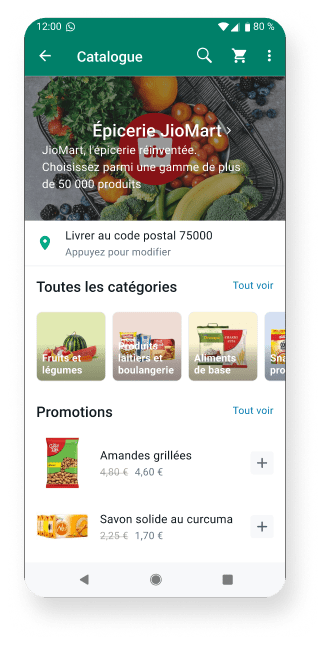 12:00 80 %
Catalogue
Épicerie JioMart ›
Jio
JioMart, l'épicerie réinventée.
Choisissez parmi une gamme de plus
de 50 000 produits
Livrer au code postal 75000
Appuyez pour modifier
Toutes les catégories Tout voir
Fruits et
légumes
Produits
laitiers et
boulangerie
Aliments
de base
Sna
pro
Promotions Tout voir
Amandes grillées
4,80 € 4,60 €
Savon solide au curcuma
2,25 € 1,70 €